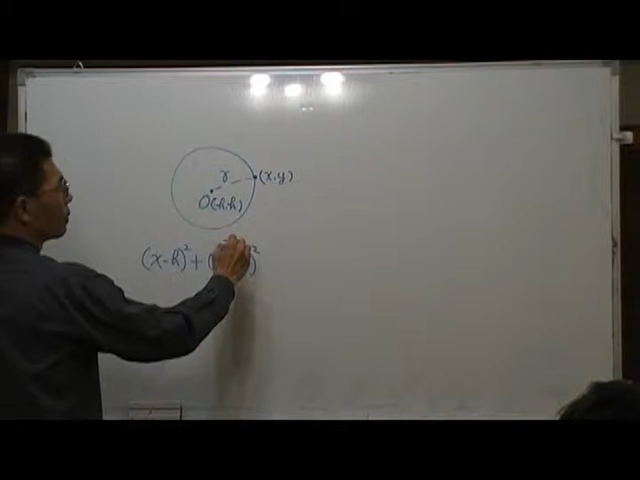 r
(x,y)
O(h,k)
(x-h)²+( )²